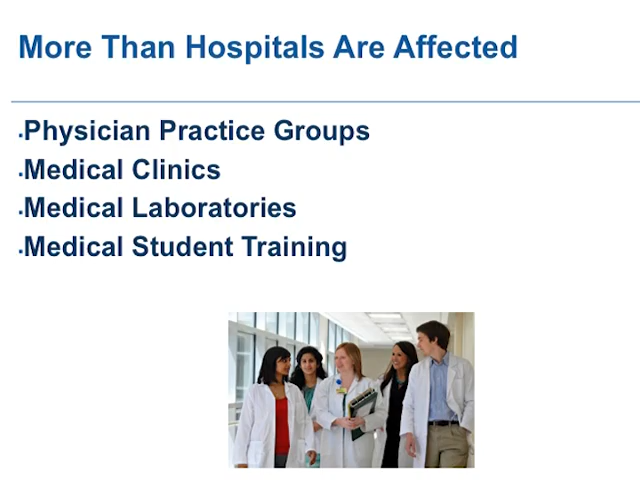 More Than Hospitals Are Affected
Physician Practice Groups
Medical Clinics
Medical Laboratories
Medical Student Training